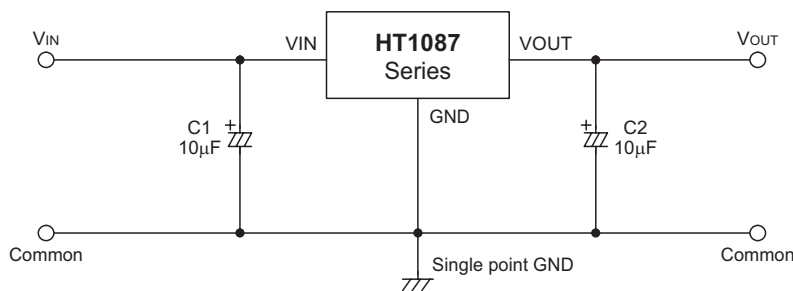 VIN
VIN
HT1087
Series
VOUT
VOUT
GND
+
C1
10μF
+
C2
10μF
Common
Single point GND
Common